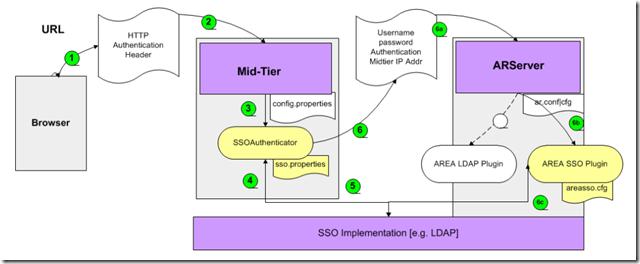 URL
HTTP
Authentication
Header
Username
password
Authentication
Midtier IP Addr
1
2
6a
Mid-Tier
ARServer
Browser
3
config.properties
ar.conf|cfg
6b
SSOAuthenticator
6
AREA LDAP Plugin
AREA SSO Plugin
sso.properties
4
5
areasso.cfg
6c
SSO Implementation [e.g. LDAP]